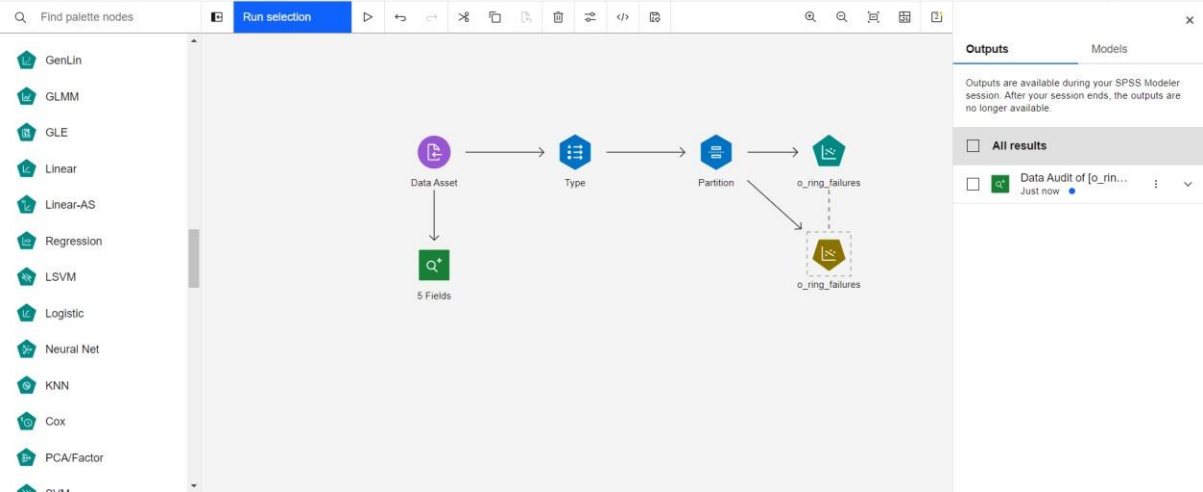 Find palette nodes
Run selection
GenLin
GLMM
GLE
Linear
Linear-AS
Regression
LSVM
Logistic
Neural Net
KNN
Cox
PCA/Factor
SVM
Data Asset
Type
Partition
o_ring_failures
5 Fields
o_ring_failures
Outputs
Models
Outputs are available during your SPSS Modeler
session. After your session ends, the outputs are
no longer available.
All results
Data Audit of [o_rin...
Just now